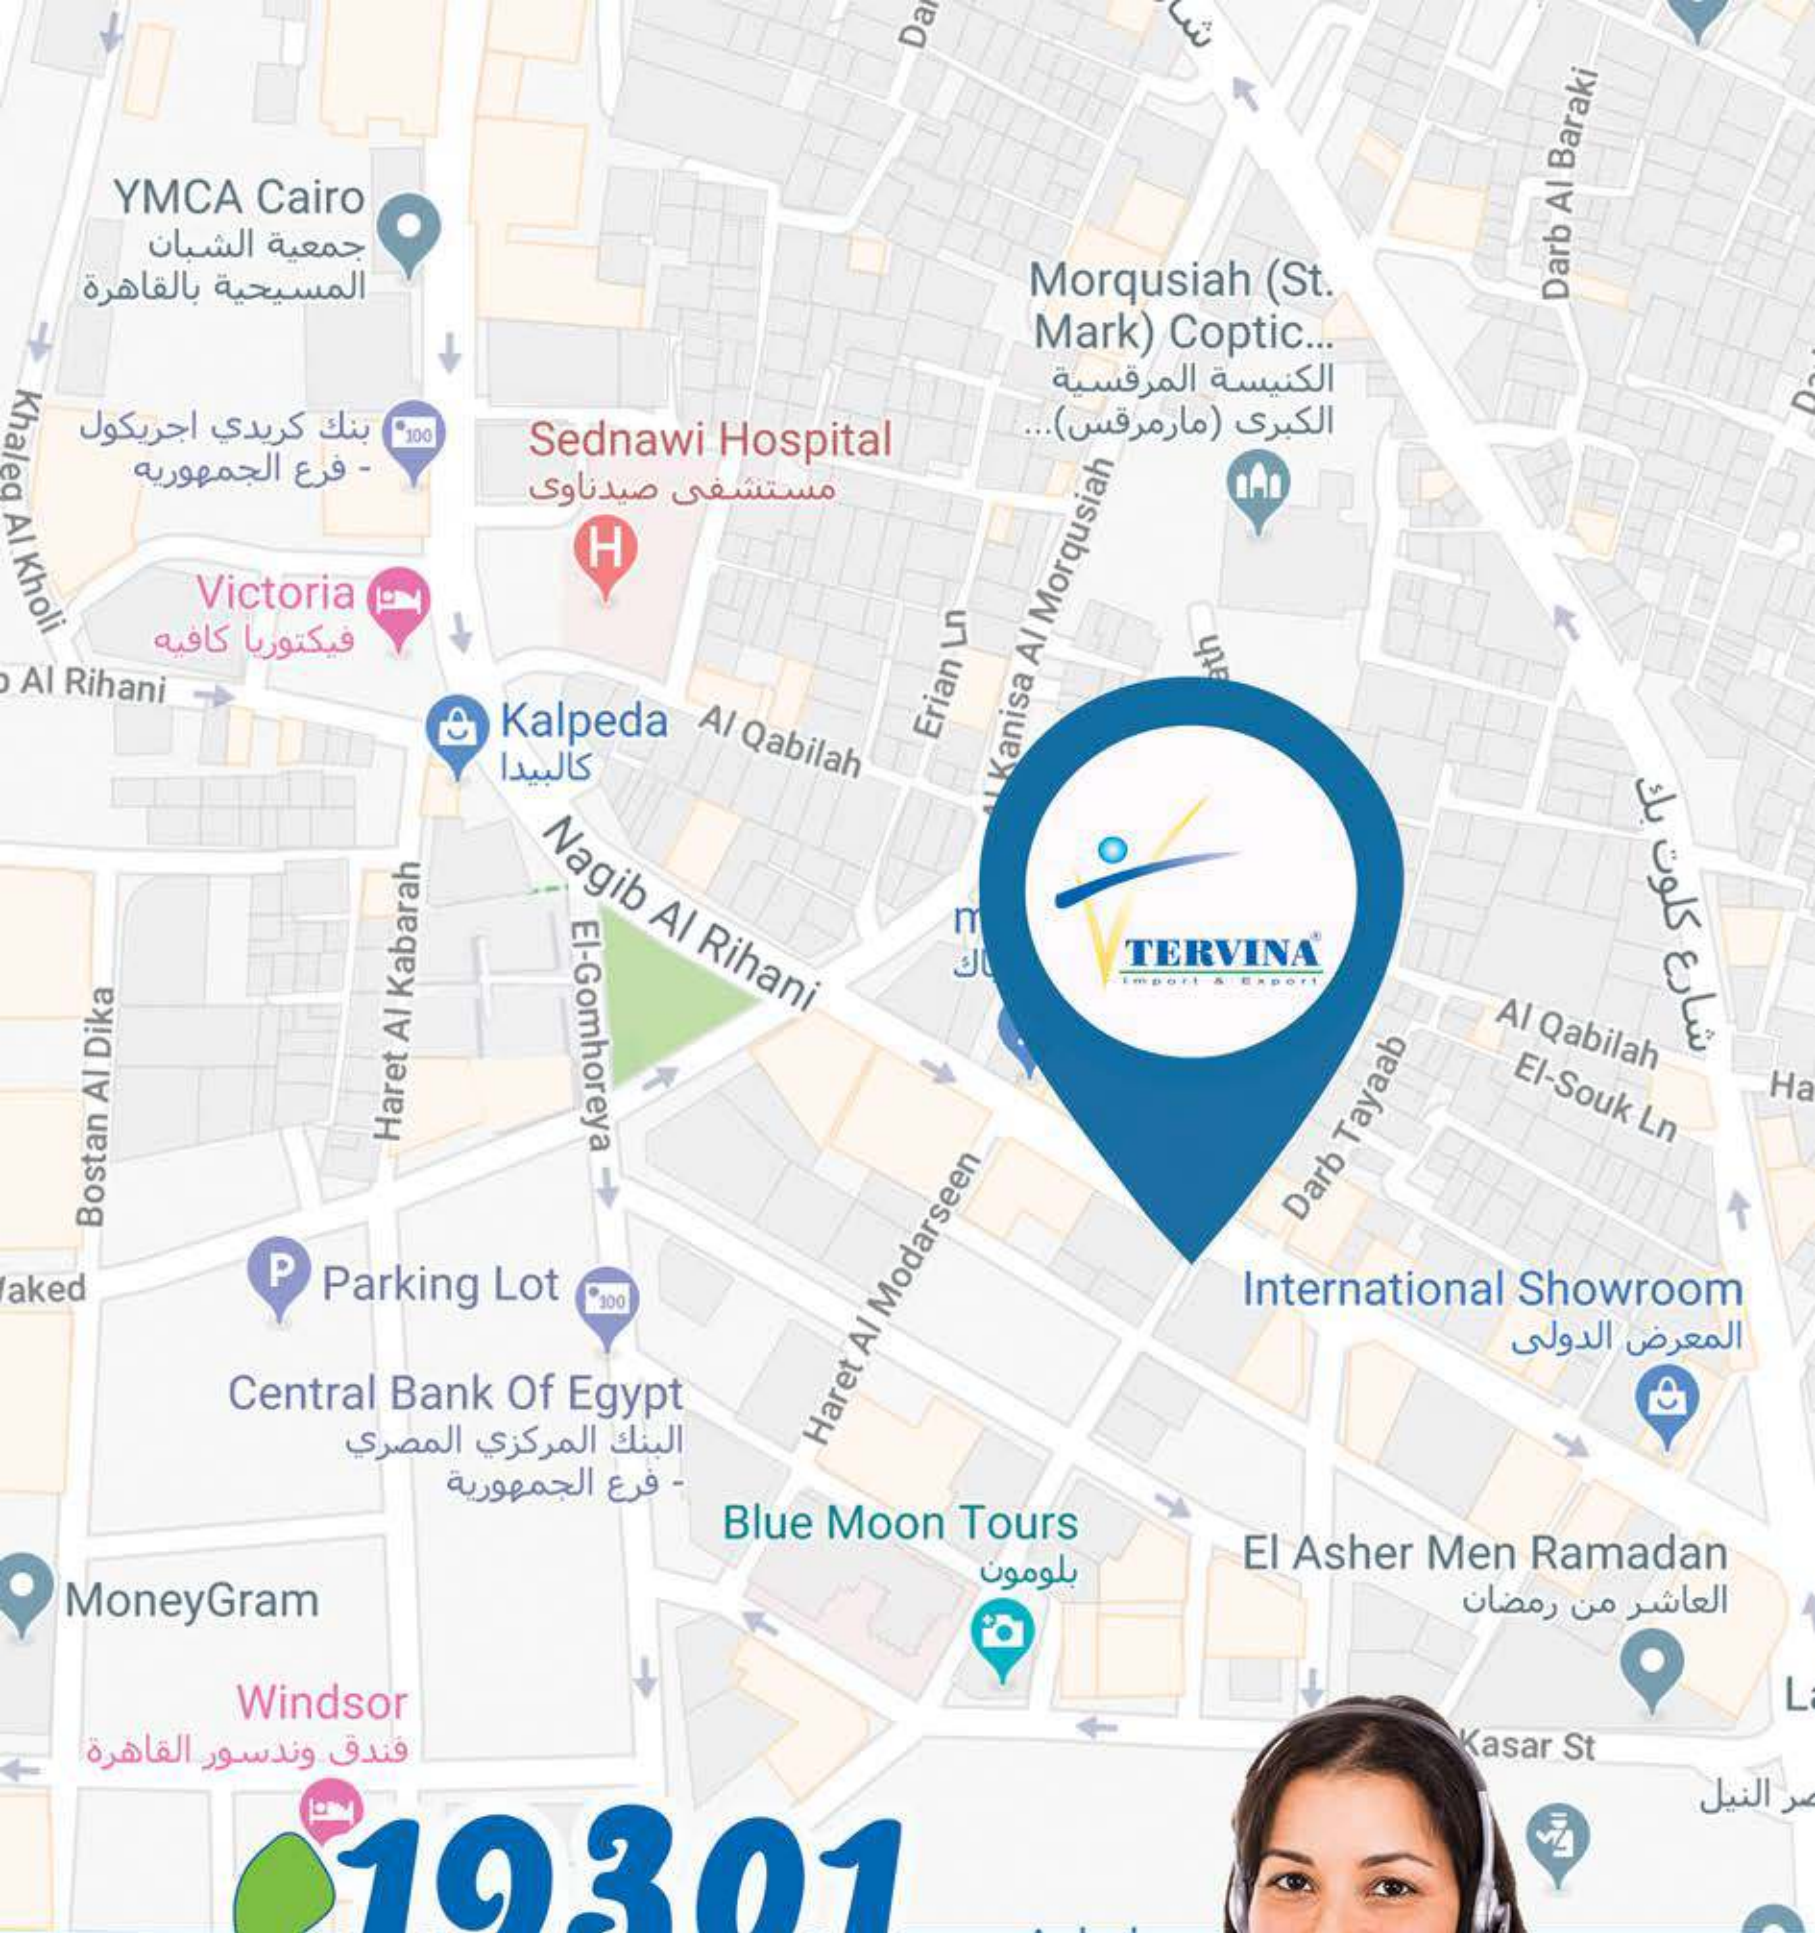 شا
Darb Al Baraki
YMCA Cairo
جمعية الشبان
المسيحية بالقاهرة
Morqusiah (St.
Mark) Coptic...
الكنيسة المرقسية
الكبرى (مارمرقس)...
Khaleq Al Kholi
بنك كريدي اجريكول
- فرع الجمهوريه
Sednawi Hospital
مستشفى صيدناوى
H
Victoria
فيكتوريا كافيه
Al Rihani
Kalpeda
كالبيدا
Al Qabilah
Erian Ln
Al Kanisa Al Morqusiah
شارع كلوت بك
Nagib Al Rihani
TERVINA®
Import & Export
Haret Al Kabarah
El-Gomhoreya
Bostan Al Dika
Al Qabilah
El-Souk Ln
Darb Tayaab
Haret Al Modarseen
P
Parking Lot
International Showroom
المعرض الدولى
Central Bank Of Egypt
البنك المركزي المصري
- فرع الجمهورية
Blue Moon Tours
بلومون
El Asher Men Ramadan
العاشر من رمضان
MoneyGram
Windsor
فندق وندسور القاهرة
Kasar St
النيل
19301